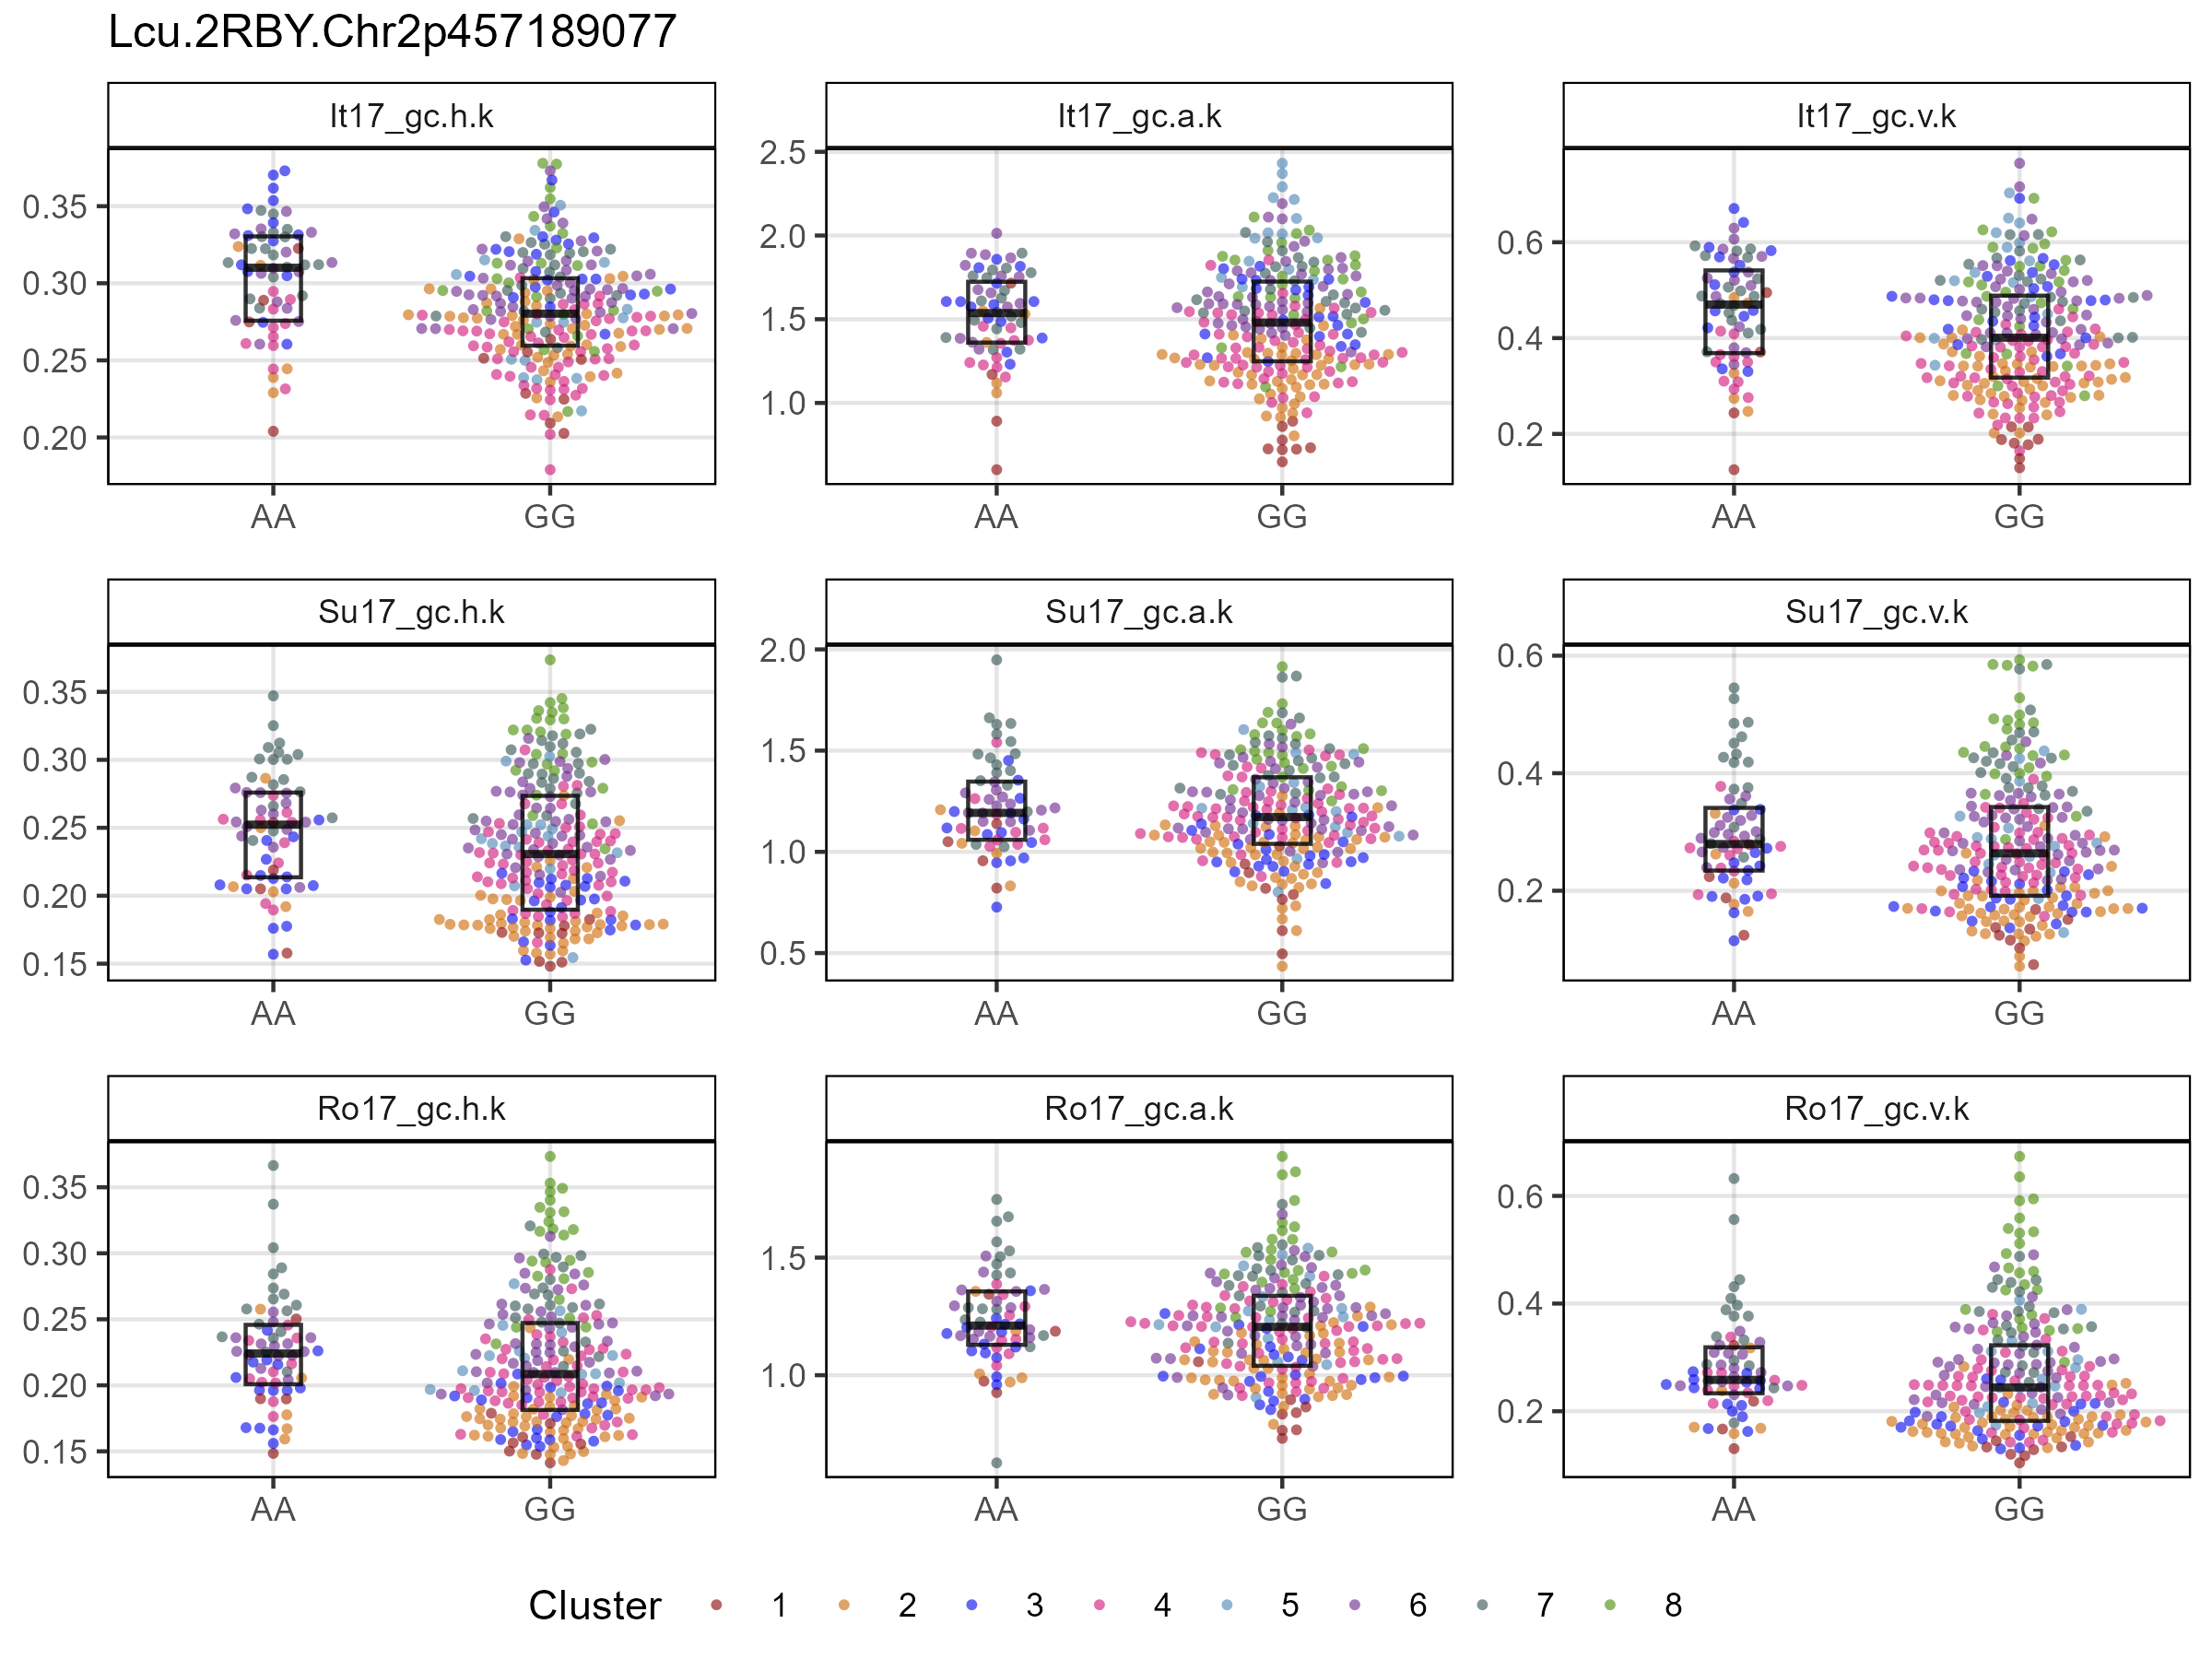 Lcu.2RBY.Chr2p457189077
It17_gc.h.k
It17_gc.a.k
It17_gc.v.k
0.35
0.30
0.25
0.20
AA
GG
2.5
2.0
1.5
1.0
AA
GG
0.6
0.4
0.2
AA
GG
Su17_gc.h.k
Su17_gc.a.k
Su17_gc.v.k
0.35
0.30
0.25
0.20
0.15
AA
GG
2.0
1.5
1.0
0.5
AA
GG
0.6
0.4
0.2
AA
GG
Ro17_gc.h.k
Ro17_gc.a.k
Ro17_gc.v.k
0.35
0.30
0.25
0.20
0.15
AA
GG
1.5
1.0
AA
GG
0.6
0.4
0.2
AA
GG
Cluster 1 2 3 4 5 6 7 8